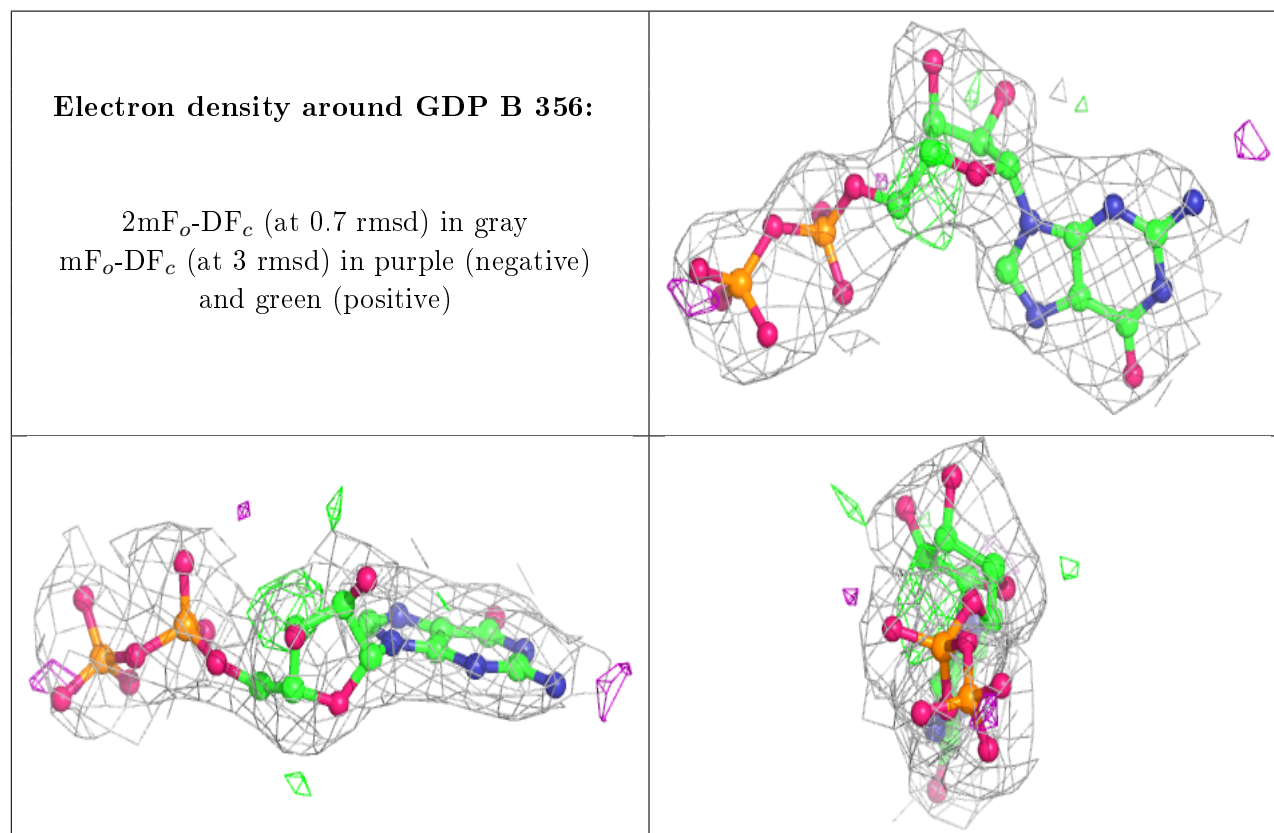 Electron density around GDP B 356:
2mFo-DFc (at 0.7 rmsd) in gray
mFo-DFc (at 3 rmsd) in purple (negative)
and green (positive)